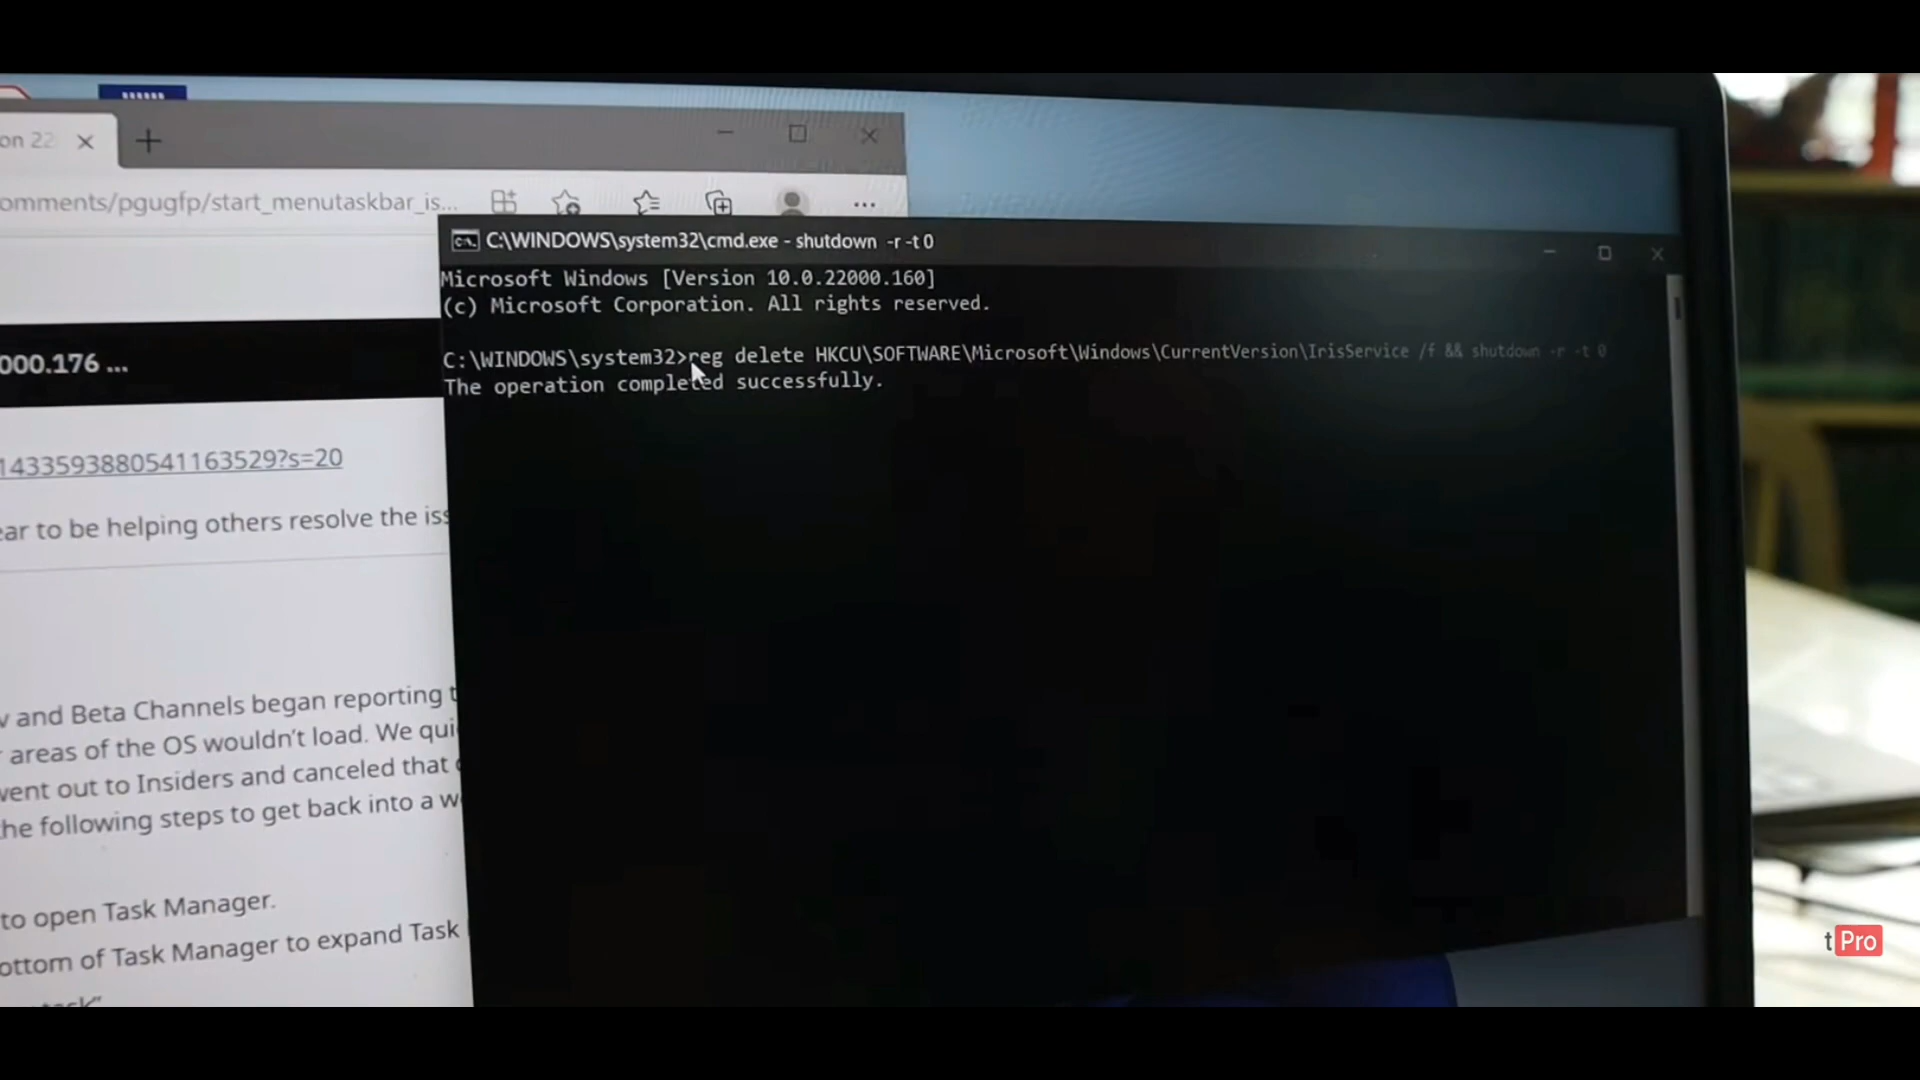 on 22
omments/pgugfp/start_menutaskbar_is...
C:\WINDOWS\system32\cmd.exe - shutdown -r -t 0
Microsoft Windows [Version 10.0.22000.160]
(c) Microsoft Corporation. All rights reserved.
C:\WINDOWS\system32>reg delete HKCU\SOFTWARE\Microsoft\Windows\CurrentVersion\IrisService /f && shutdown -r -t 0
The operation completed successfully.
000.176 ...
1433593880541163529?s=20
ear to be helping others resolve the iss
v and Beta Channels began reporting t
r areas of the OS wouldn't load. We qui
went out to Insiders and canceled that
the following steps to get back into a w
to open Task Manager.
ottom of Task Manager to expand Task
tPro